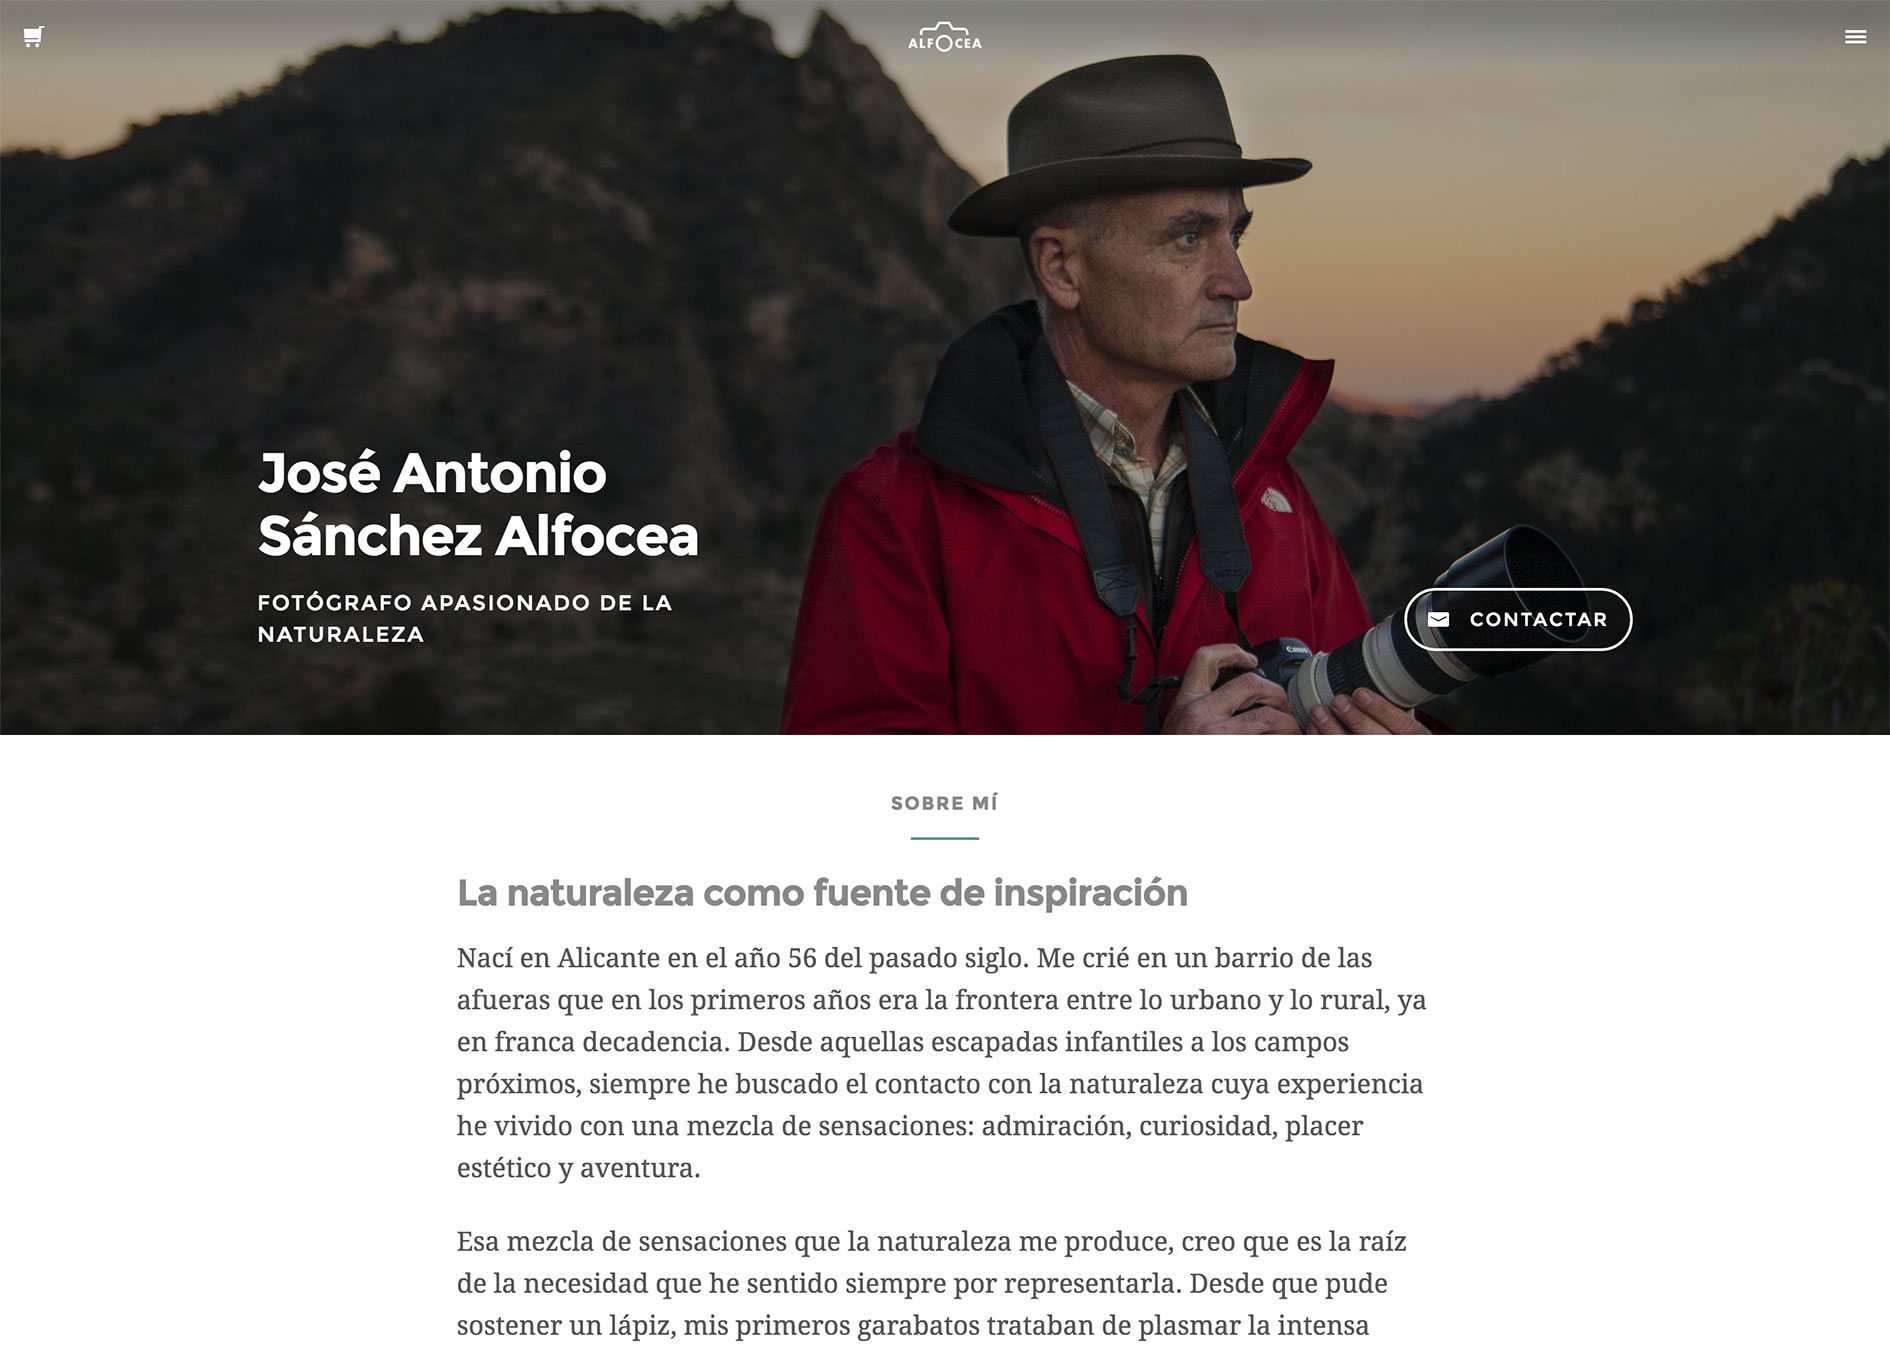 ALFOCEA
José Antonio
Sánchez Alfocea
FOTÓGRAFO APASIONADO DE LA
NATURALEZA
CONTACTAR
Canon
SOBRE MÍ
La naturaleza como fuente de inspiración
Nací en Alicante en el año 56 del pasado siglo. Me crié en un barrio de las
afueras que en los primeros años era la frontera entre lo urbano y lo rural, ya
en franca decadencia. Desde aquellas escapadas infantiles a los campos
próximos, siempre he buscado el contacto con la naturaleza cuya experiencia
he vivido con una mezcla de sensaciones: admiración, curiosidad, placer
estético y aventura.
Esa mezcla de sensaciones que la naturaleza me produce, creo que es la raíz
de la necesidad que he sentido siempre por representarla. Desde que pude
sostener un lápiz, mis primeros garabatos trataban de plasmar la intensa